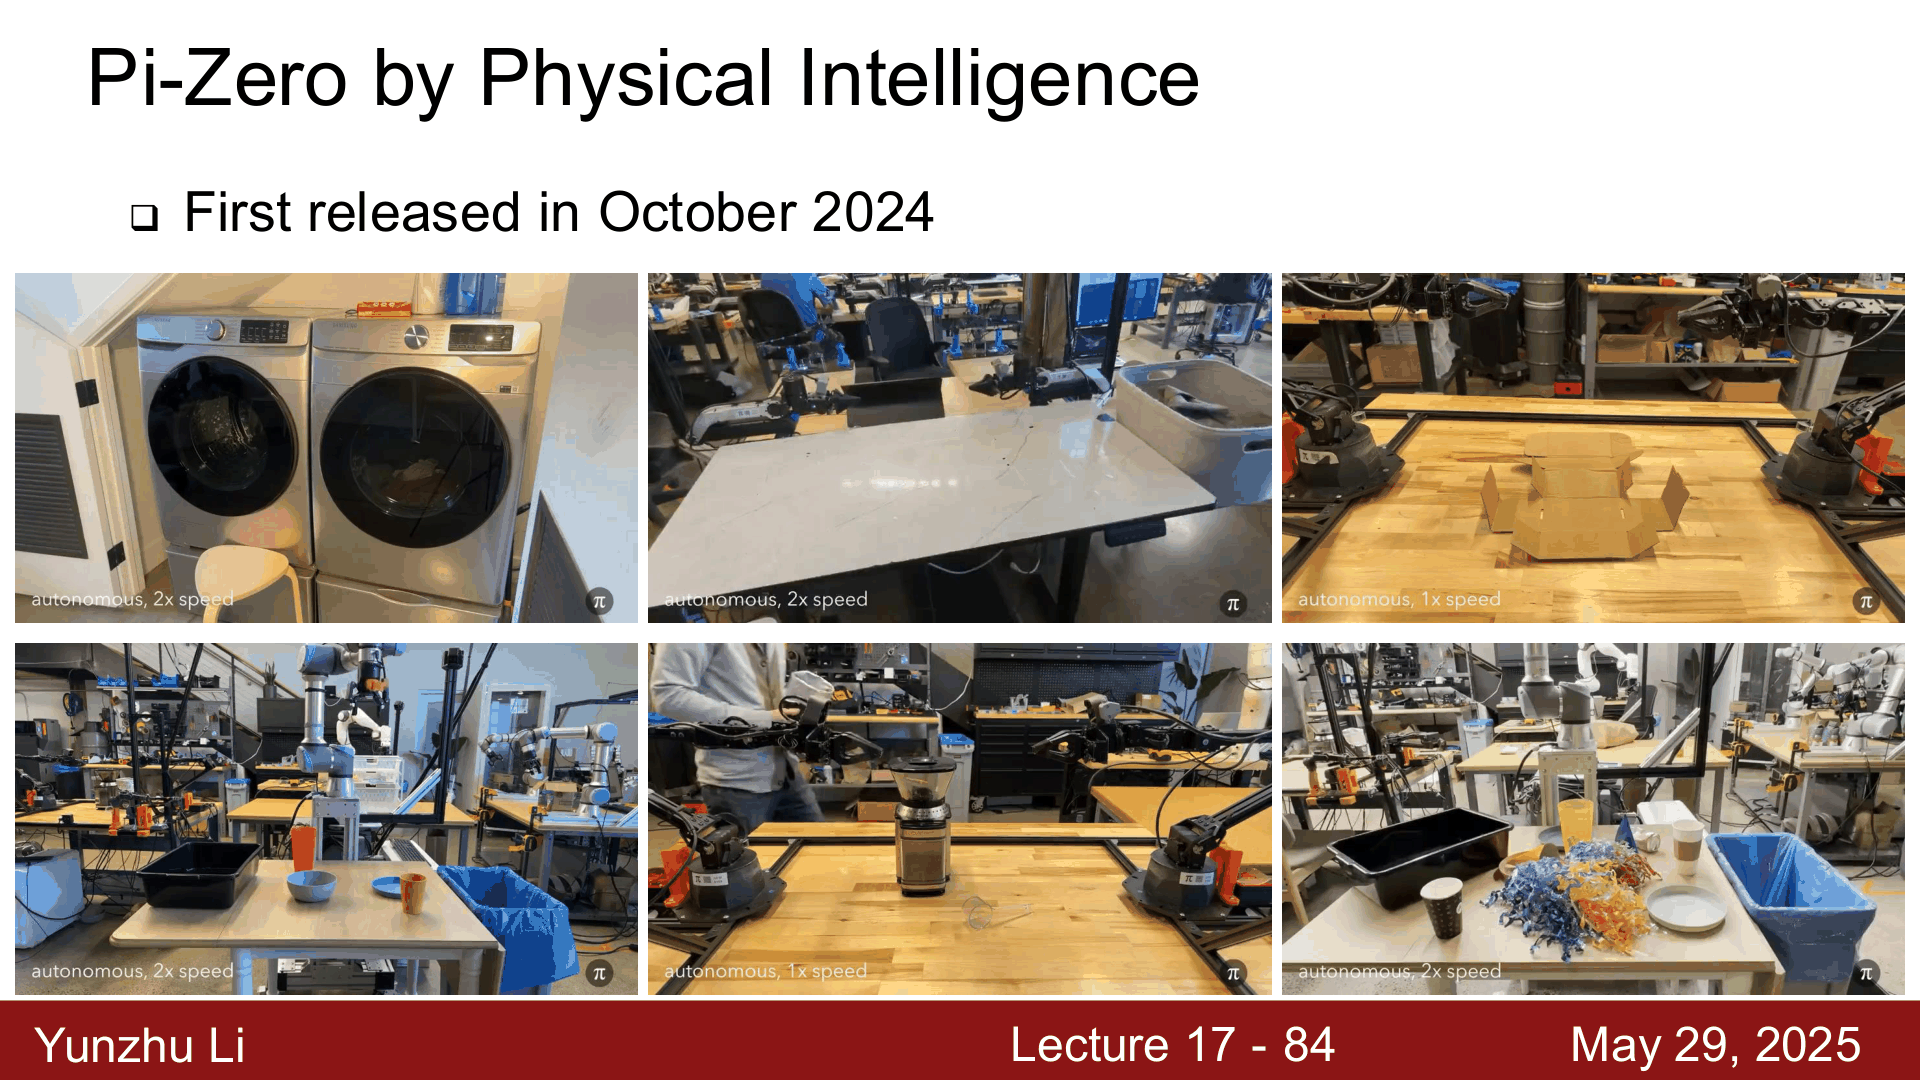 Pi-Zero by Physical Intelligence
❑ First released in October 2024
autonomous, 2x speed
π
autonomous, 2x speed
π
autonomous, 1x speed
π
autonomous, 2x speed
π
autonomous, 1x speed
π
autonomous, 2x speed
π
Yunzhu Li
Lecture 17 - 84
May 29, 2025